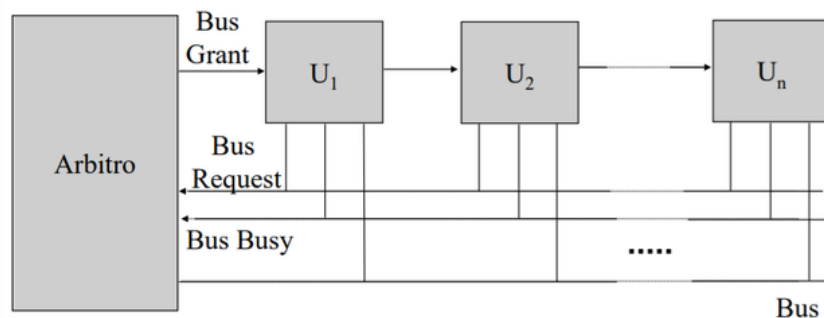 Bus
Grant
U1
U2
Un
Arbitro
Bus
Request
Bus Busy
.....
Bus